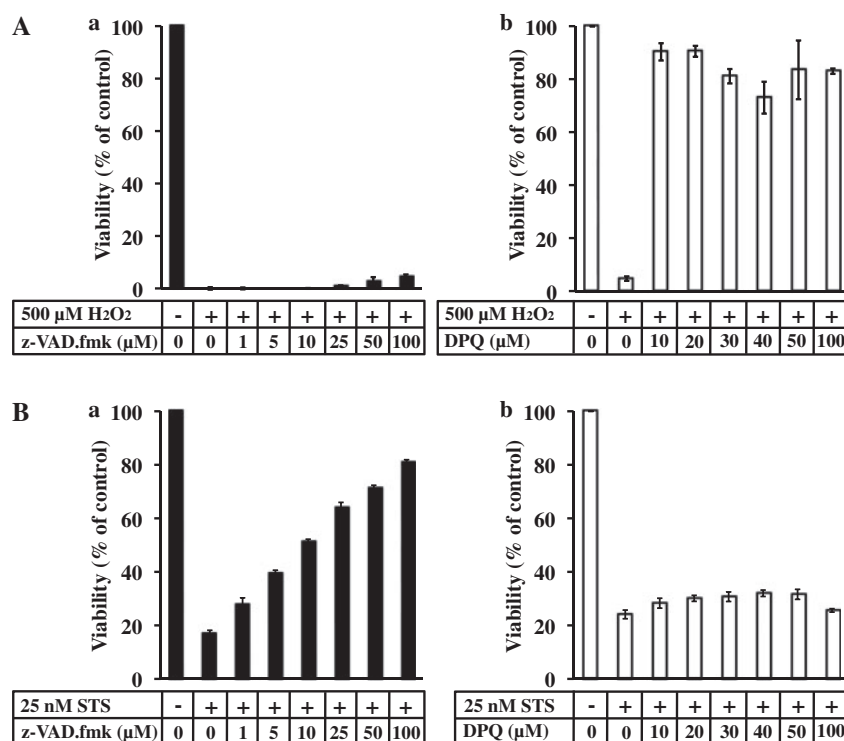 A
a
Viability (% of control)
100
80
60
40
20
0
500 µM H2O2 - + + + + + + +
z-VAD.fmk (µM) 0 0 1 5 10 25 50 100
b
Viability (% of control)
100
80
60
40
20
0
500 µM H2O2 - + + + + + + +
DPQ (µM) 0 0 10 20 30 40 50 100
B
a
Viability (% of control)
100
80
60
40
20
0
25 nM STS - + + + + + + +
z-VAD.fmk (µM) 0 0 1 5 10 25 50 100
b
Viability (% of control)
100
80
60
40
20
0
25 nM STS - + + + + + + +
DPQ (µM) 0 0 10 20 30 40 50 100